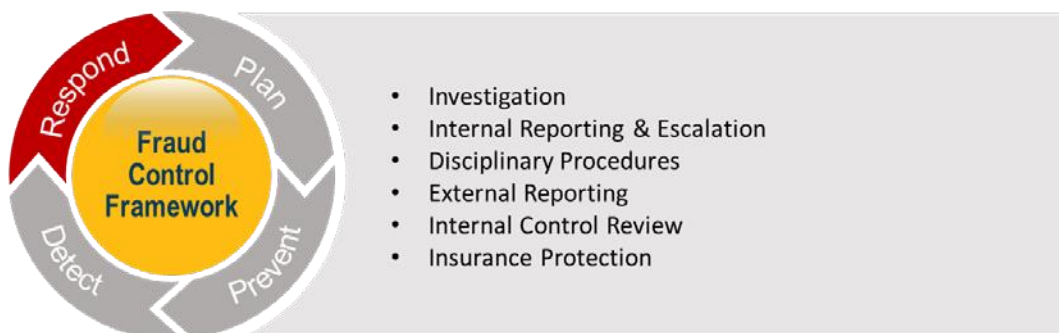 Respond
Plan
Prevent
Detect
Fraud
Control
Framework
• Investigation
• Internal Reporting & Escalation
• Disciplinary Procedures
• External Reporting
• Internal Control Review
• Insurance Protection